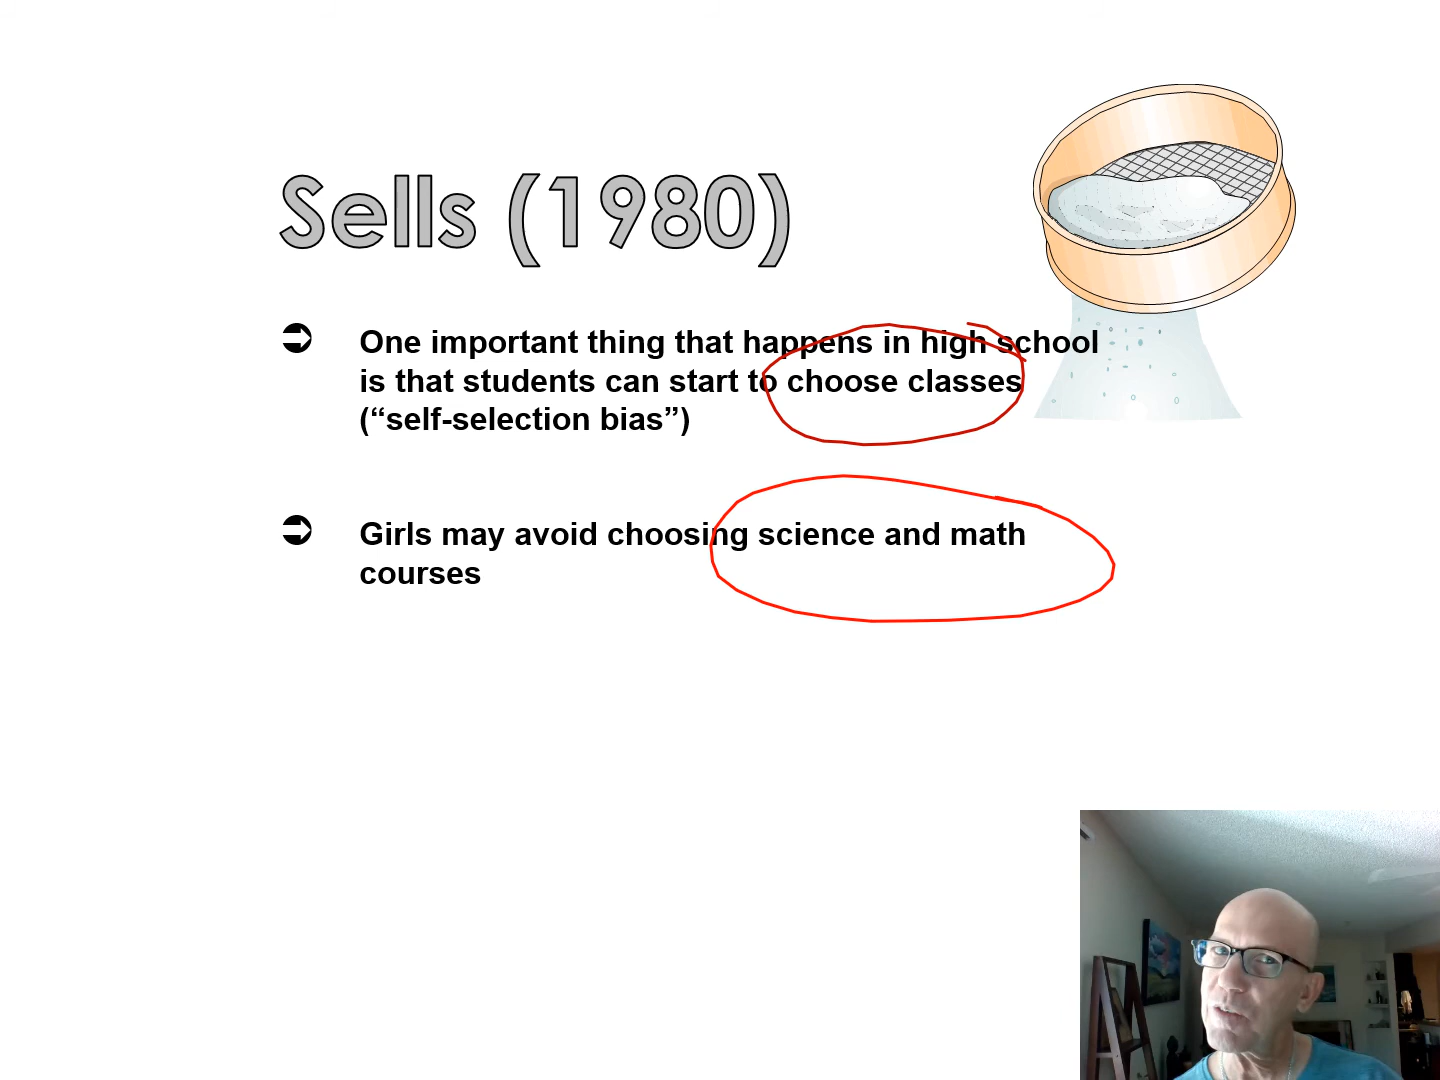 Sells (1980)
One important thing that happens in high school
is that students can start to choose classes
(“self-selection bias”)
Girls may avoid choosing science and math
courses